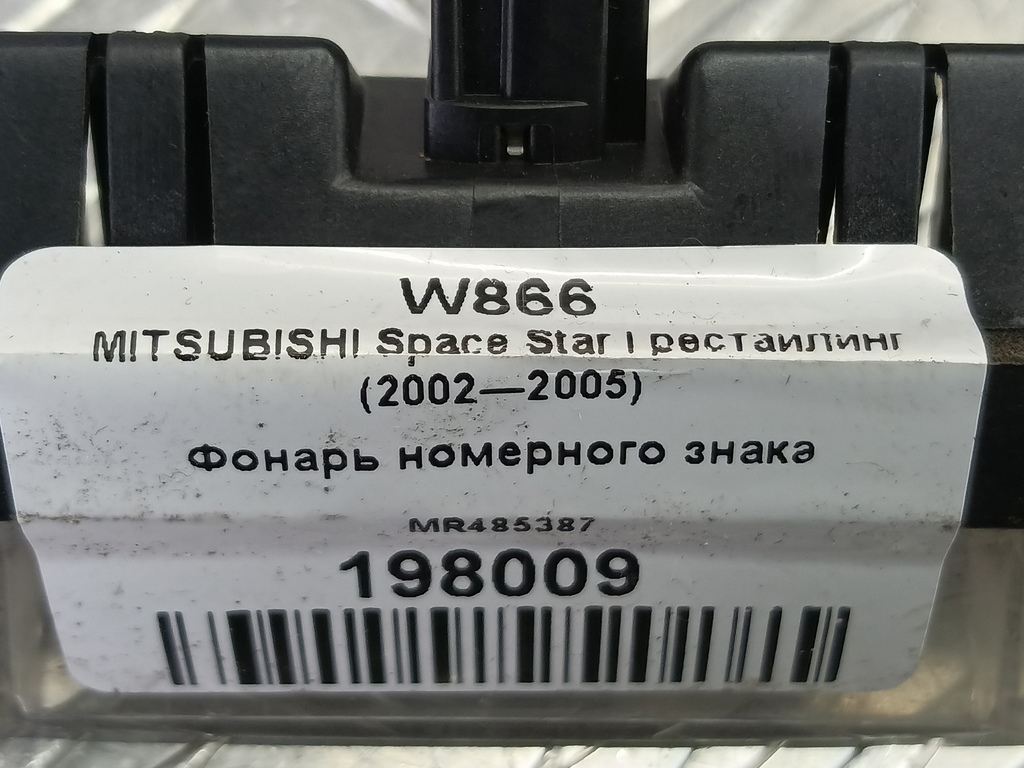 W866
MITSUBISHI Space Star I рестайлинг
(2002—2005)
Фонарь номерного знака
MR485387
198009